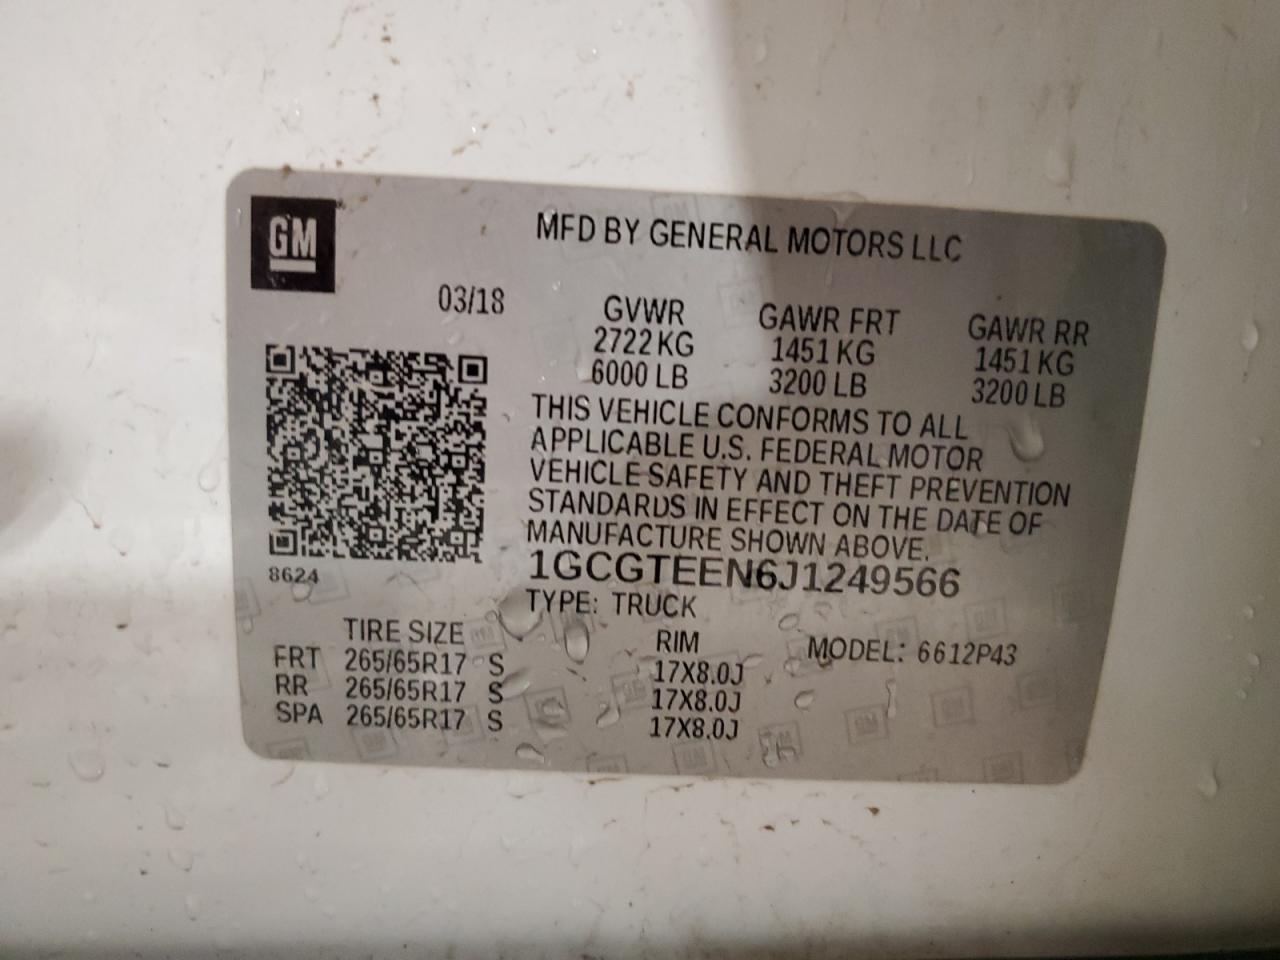 GM
MFD BY GENERAL MOTORS LLC
03/18
GVWR GAWR FRT GAWR RR
2722 KG 1451 KG 1451 KG
6000 LB 3200 LB 3200 LB
THIS VEHICLE CONFORMS TO ALL
APPLICABLE U.S. FEDERAL MOTOR
VEHICLE SAFETY AND THEFT PREVENTION
STANDARDS IN EFFECT ON THE DATE OF
MANUFACTURE SHOWN ABOVE.
8624
1GCGTEEN6J1249566
TYPE: TRUCK
TIRE SIZE RIM MODEL: 6612P43
FRT 265/65R17 S 17X8.0J
RR 265/65R17 S 17X8.0J
SPA 265/65R17 S 17X8.0J